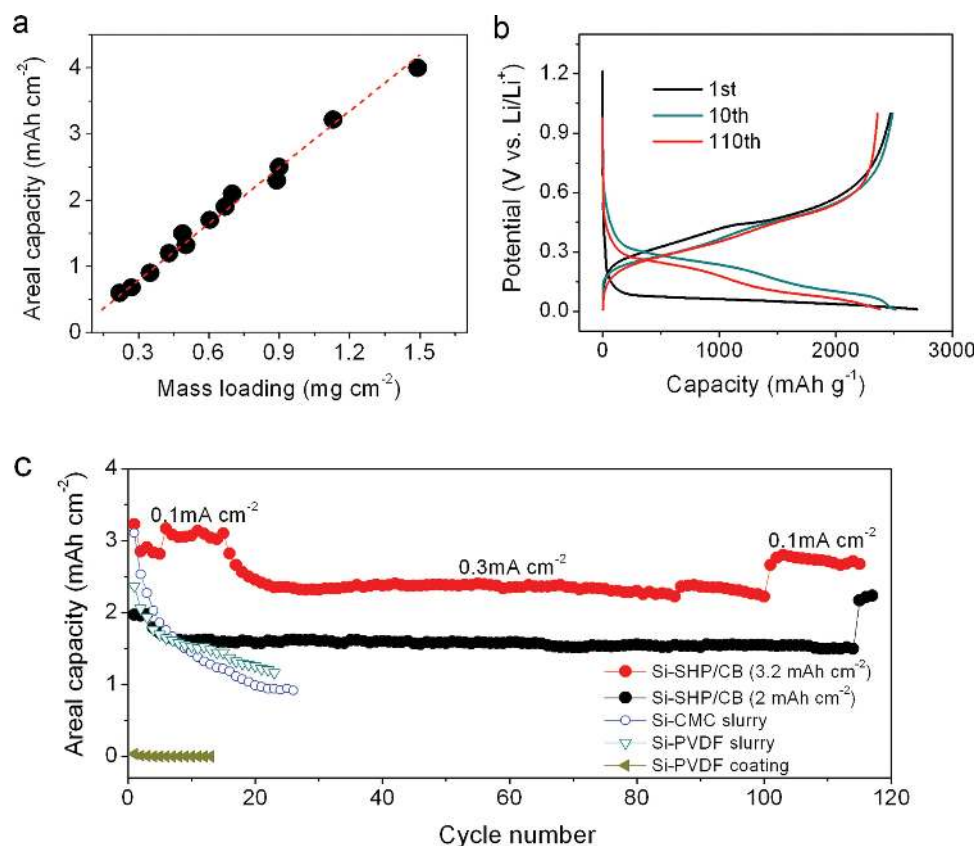 a
Areal capacity (mAh cm⁻²)
4
3
2
1
0
0.3 0.6 0.9 1.2 1.5
Mass loading (mg cm⁻²)
b
Potential (V vs. Li/Li⁺)
1.2
0.9
0.6
0.3
0.0
1st
10th
110th
0 1000 2000 3000
Capacity (mAh g⁻¹)
c
Areal capacity (mAh cm⁻²)
4
3
2
1
0
0.1mA cm⁻²
0.3mA cm⁻²
0.1mA cm⁻²
Si-SHP/CB (3.2 mAh cm⁻²)
Si-SHP/CB (2 mAh cm⁻²)
Si-CMC slurry
Si-PVDF slurry
Si-PVDF coating
0 20 40 60 80 100 120
Cycle number